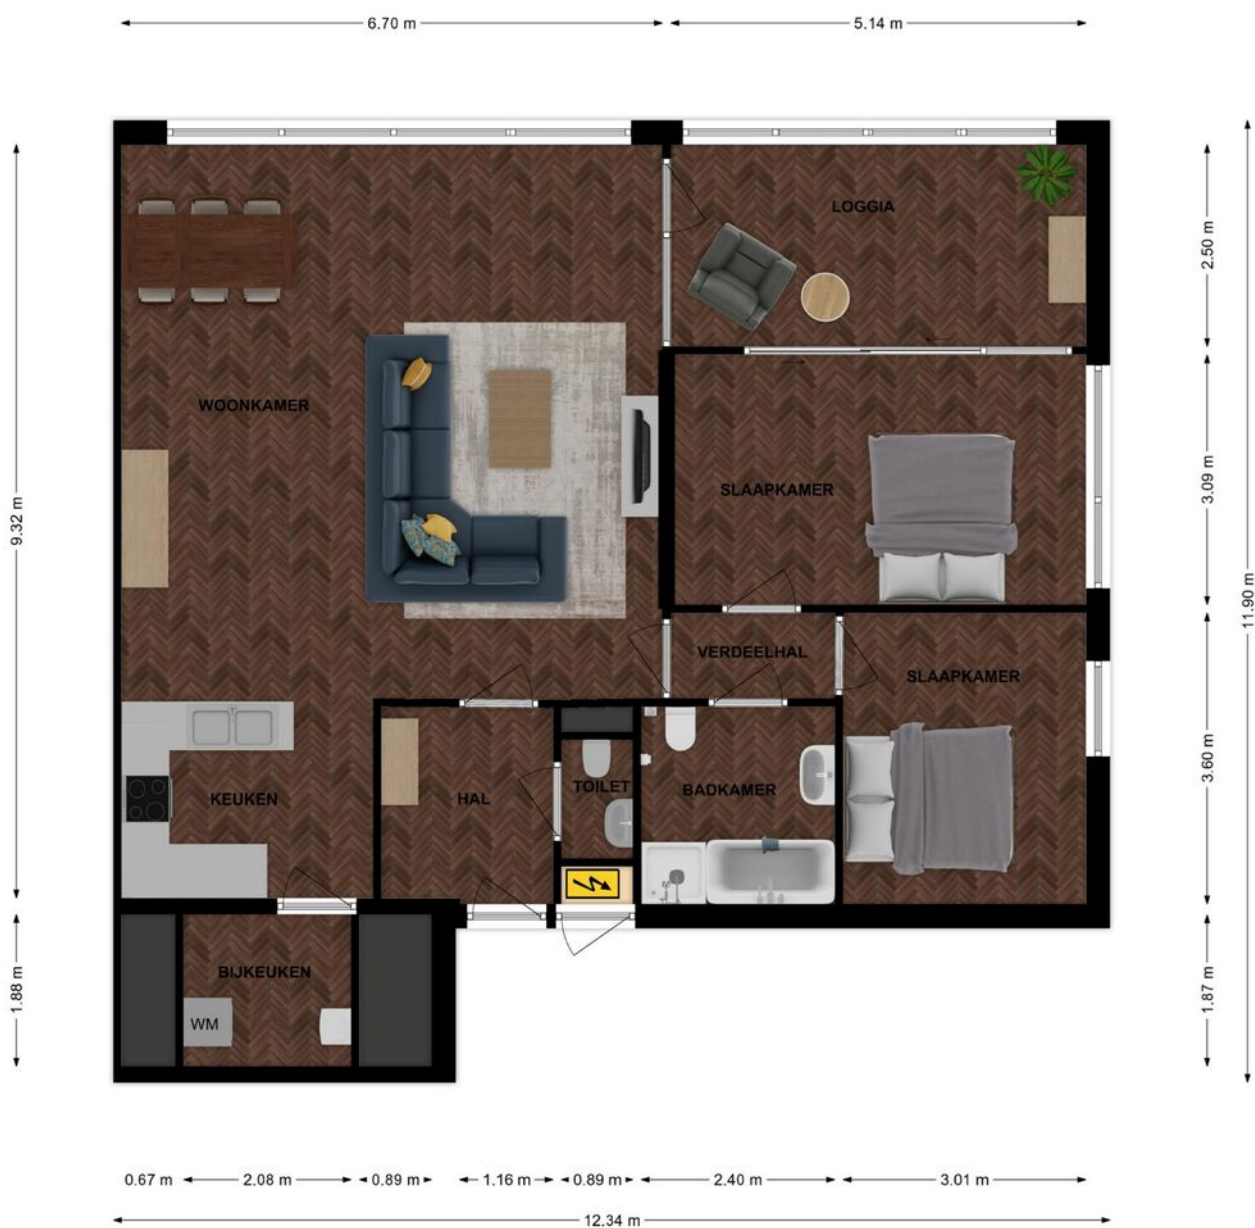 6.70 m
5.14 m
LOGGIA
2.50 m
WOONKAMER
9.32 m
SLAAPKAMER
3.09 m
11.90 m
VERDEELHAL
SLAAPKAMER
KEUKEN
HAL
TOILET
BADKAMER
3.60 m
BIJKEUKEN
WM
1.88 m
1.87 m
0.67 m
2.08 m
0.89 m
1.16 m
0.89 m
2.40 m
3.01 m
12.34 m